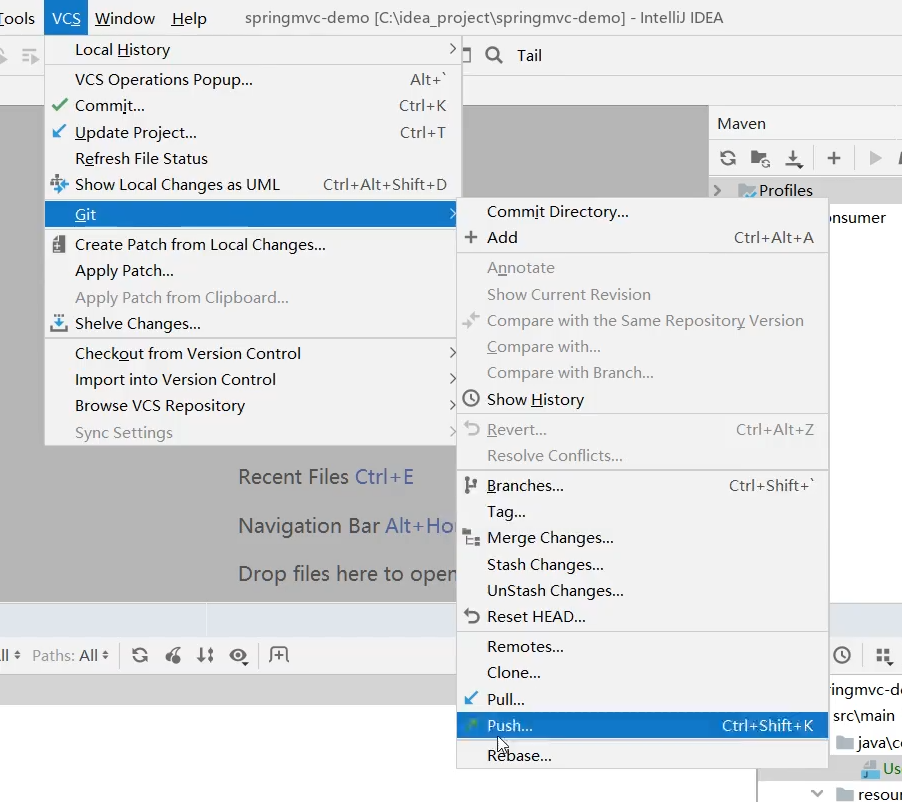 Tools VCS Window Help springmvc-demo [C:\idea_project\springmvc-demo] - IntelliJ IDEA
Local History
Tail
VCS Operations Popup... Alt+`
Commit... Ctrl+K
Update Project... Ctrl+T
Refresh File Status
Show Local Changes as UML Ctrl+Alt+Shift+D
Git
Create Patch from Local Changes...
Apply Patch...
Apply Patch from Clipboard...
Shelve Changes...
Checkout from Version Control
Import into Version Control
Browse VCS Repository
Sync Settings
Maven
Profiles
onsumer
Commit Directory...
Add Ctrl+Alt+A
Annotate
Show Current Revision
Compare with the Same Repository Version
Compare with...
Compare with Branch...
Show History
Revert... Ctrl+Alt+Z
Resolve Conflicts...
Branches... Ctrl+Shift+`
Tag...
Merge Changes...
Stash Changes...
UnStash Changes...
Reset HEAD...
Remotes...
Clone...
Pull...
Push... Ctrl+Shift+K
Rebase...
Recent Files Ctrl+E
Navigation Bar Alt+Ho
Drop files here to open
ll Paths: All
ingmvc-de
src\main
java\co
Us
resour